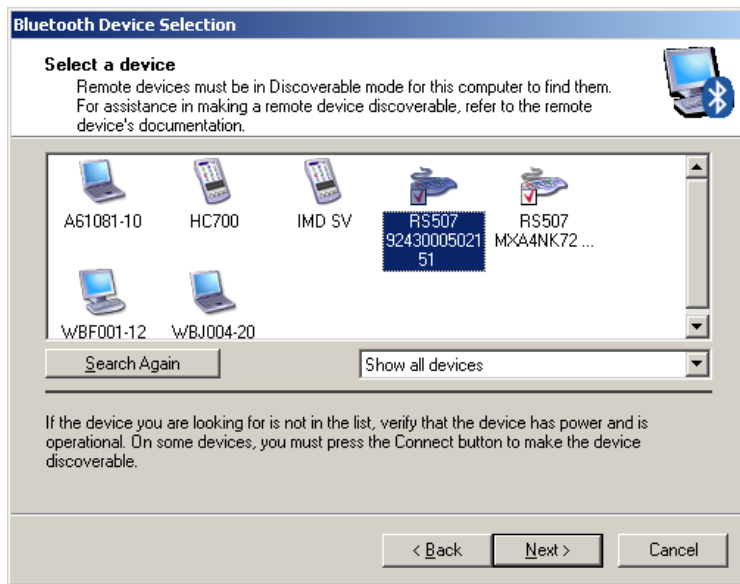 Bluetooth Device Selection
Select a device
Remote devices must be in Discoverable mode for this computer to find them.
For assistance in making a remote device discoverable, refer to the remote
device's documentation.
A61081-10
HC700
IMD SV
RS507
92430005021
51
RS507
MXA4NK72 ...
WBF001-12
WBJ004-20
Search Again
Show all devices
If the device you are looking for is not in the list, verify that the device has power and is
operational. On some devices, you must press the Connect button to make the device
discoverable.
< Back
Next >
Cancel